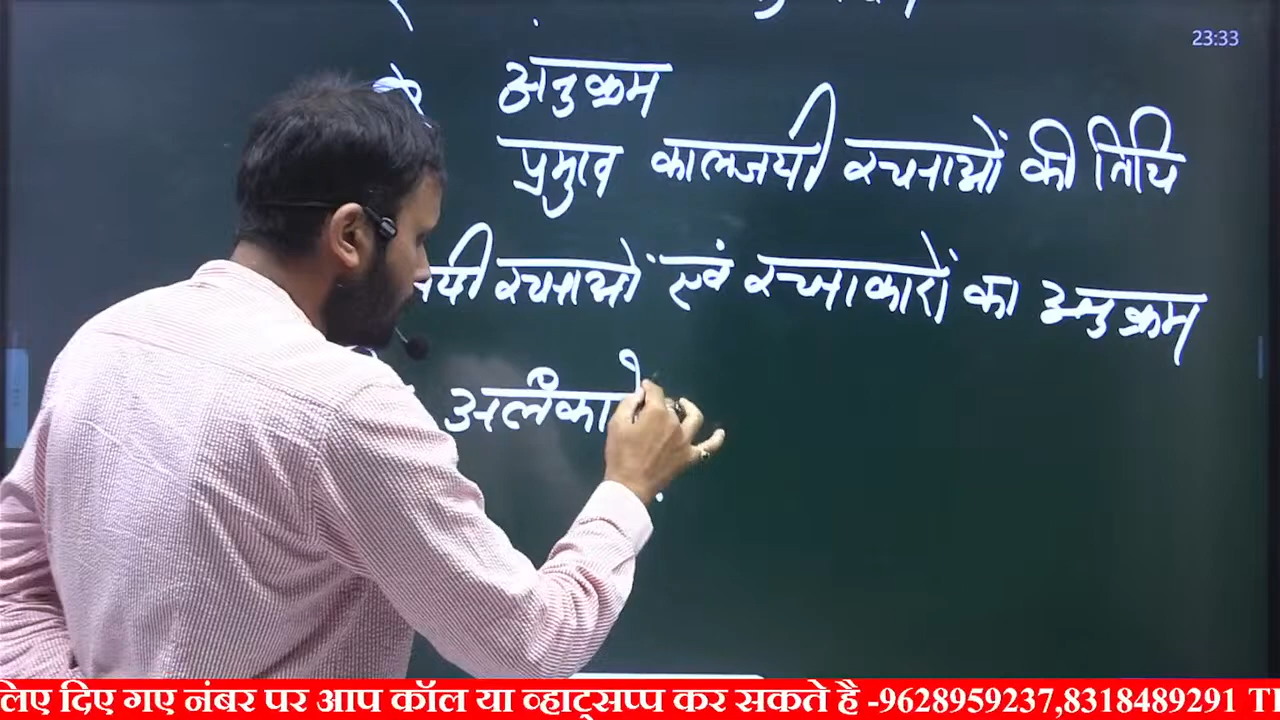 23:33
के अनुक्रम
प्रमुख कालजयी रचनाओं की तिथि
रचनाओं एवं रचनाकारों का अनुक्रम
लिए दिए गए नंबर पर आप कॉल या व्हाट्सप्प कर सकते है -9628959237,8318489291